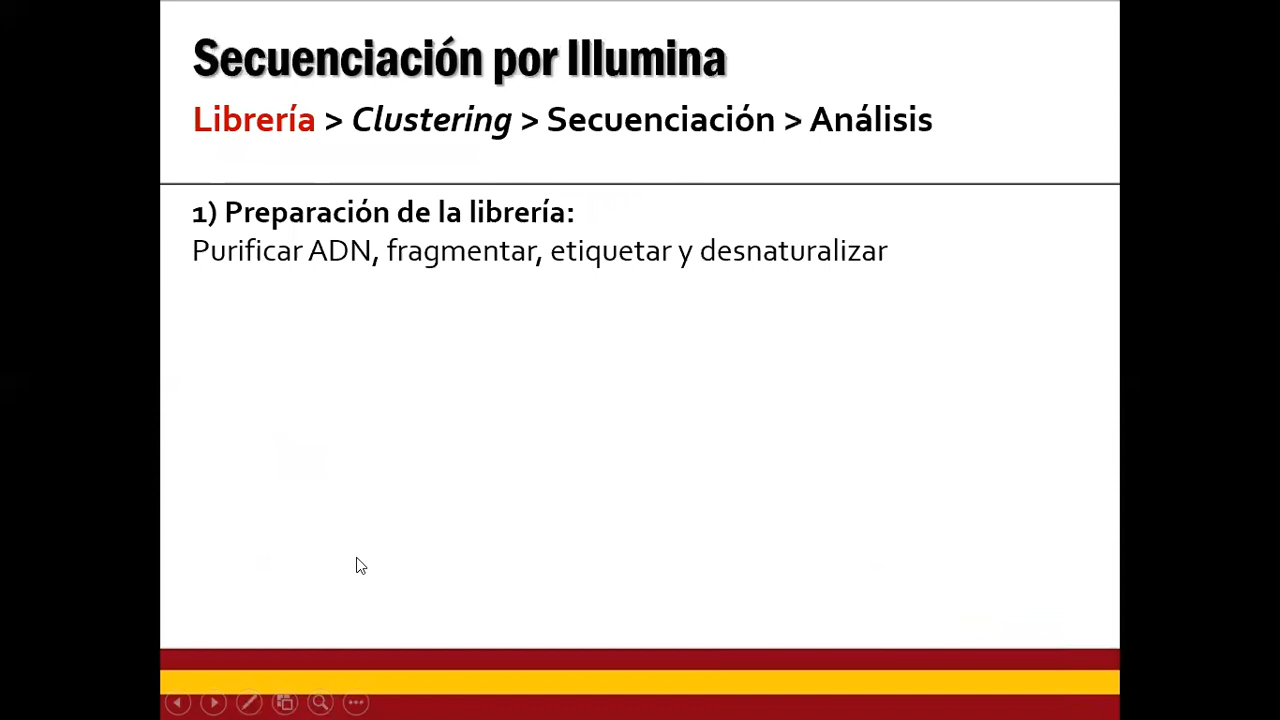 Secuenciación por Illumina
Librería > Clustering > Secuenciación > Análisis
1) Preparación de la librería:
Purificar ADN, fragmentar, etiquetar y desnaturalizar